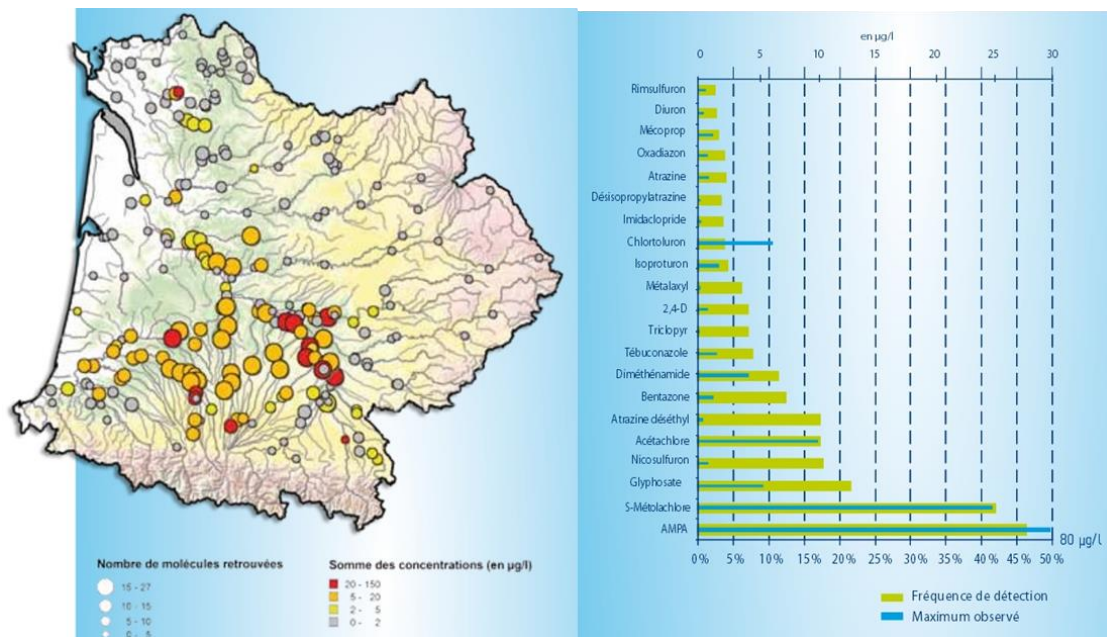 en µg/l
0 5 10 15 20 25 30
Rimsulfuron
Diuron
Mécoprop
Oxadiazon
Atrazine
Désisopropylatrazine
Imidaclopride
Chlortoluron
Isoproturon
Métalaxyl
2,4-D
Triclopyr
Tébuconazole
Diméthénamide
Bentazone
Atrazine déséthyl
Acétachlore
Nicosulfuron
Glyphosate
S-Métolachlore
AMPA
80 µg/l
0% 5% 10% 15% 20% 25% 30% 35% 40% 45% 50%
Fréquence de détection
Maximum observé
Nombre de molécules retrouvées
15 - 27
10 - 15
5 - 10
0 - 5
Somme des concentrations (en µg/l)
20 - 150
5 - 20
2 - 5
0 - 2